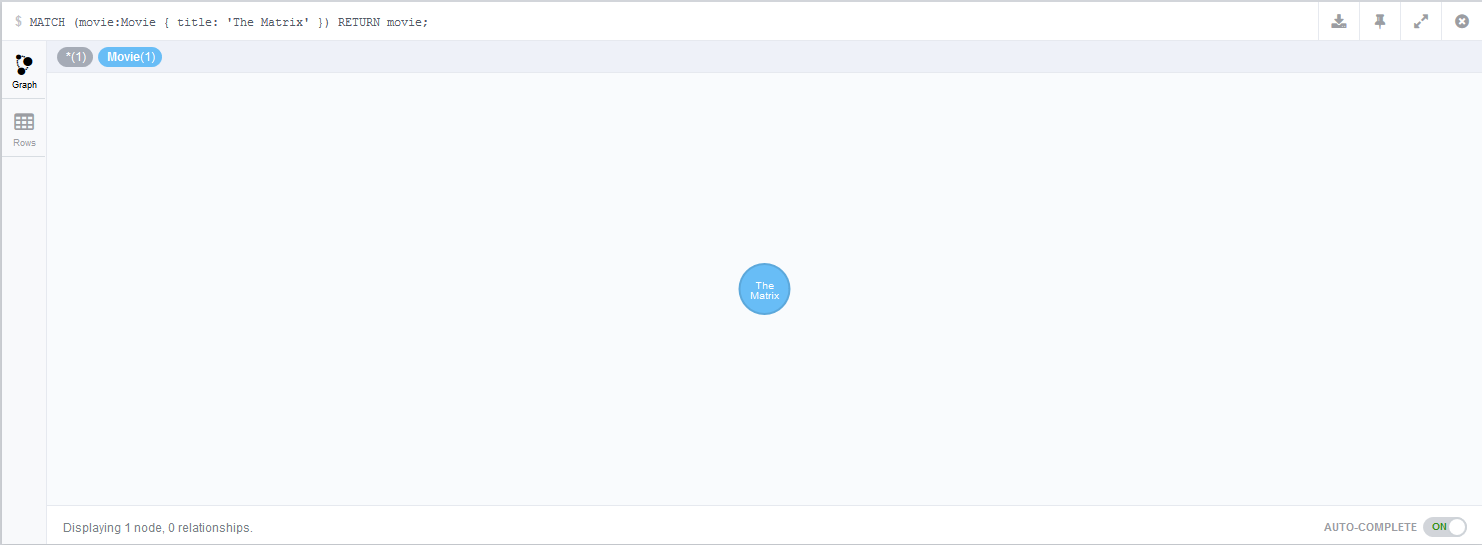 $ MATCH (movie:Movie { title: 'The Matrix' }) RETURN movie;
*(1) Movie(1)
Graph
Rows
The
Matrix
Displaying 1 node, 0 relationships.
AUTO-COMPLETE ON